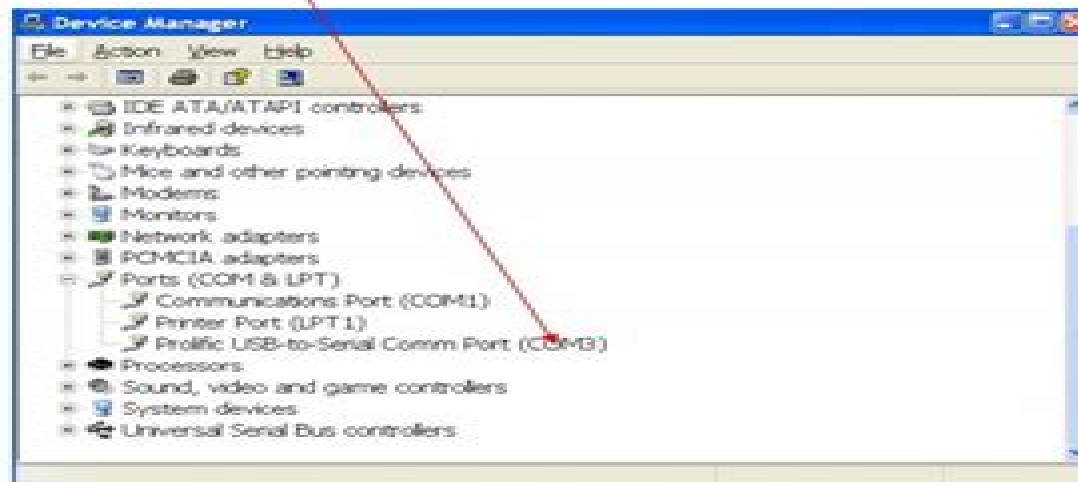 Device Manager
File Action View Help
IDE ATA/ATAPI controllers
Infrared devices
Keyboards
Mice and other pointing devices
Modems
Monitors
Network adapters
PCMCIA adapters
Ports (COM & LPT)
Communications Port (COM1)
Printer Port (LPT1)
Prolific USB-to-Serial Comm Port (COM3)
Processors
Sound, video and game controllers
System devices
Universal Serial Bus controllers